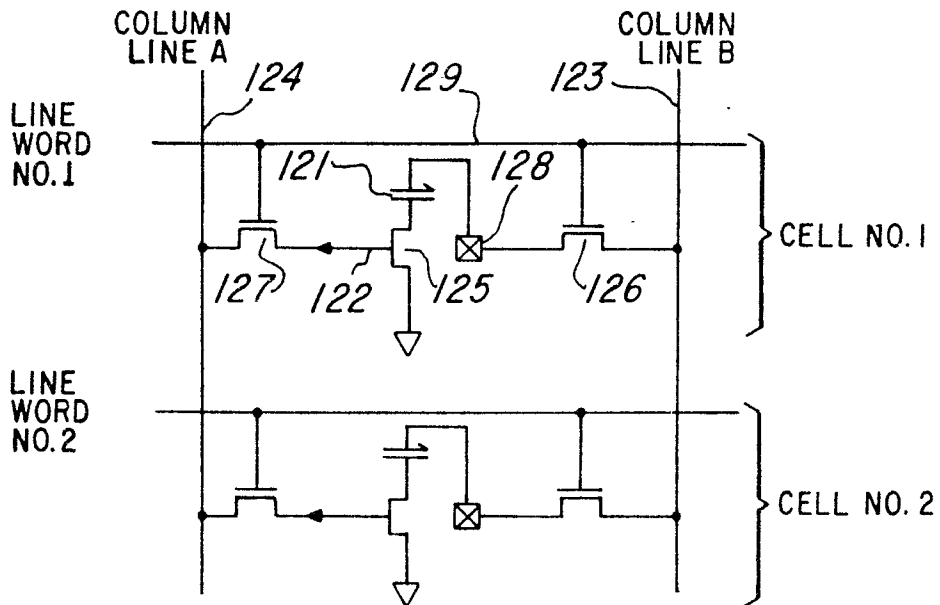 COLUMN
LINE A
COLUMN
LINE B
124
129
123
LINE
WORD
NO.1
121
128
CELL NO.1
127
122
125
126
LINE
WORD
NO.2
CELL NO.2